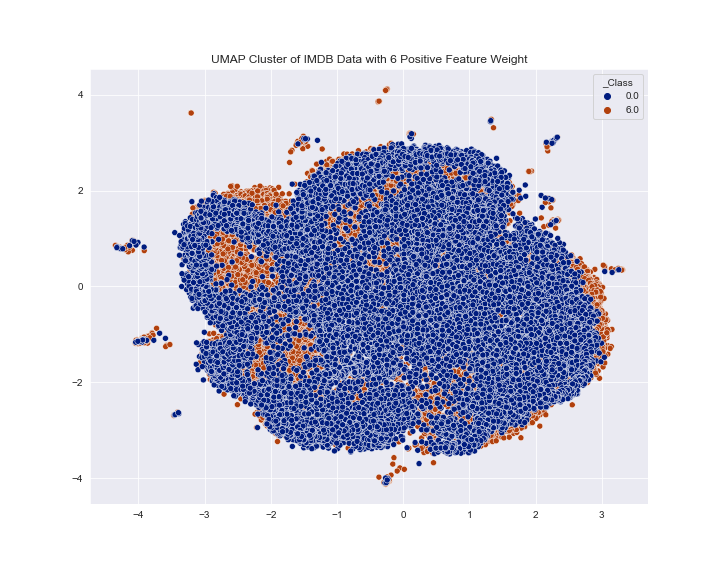 UMAP Cluster of IMDB Data with 6 Positive Feature Weight
_Class
0.0
6.0
4
2
0
−2
−4
−4 −3 −2 −1 0 1 2 3